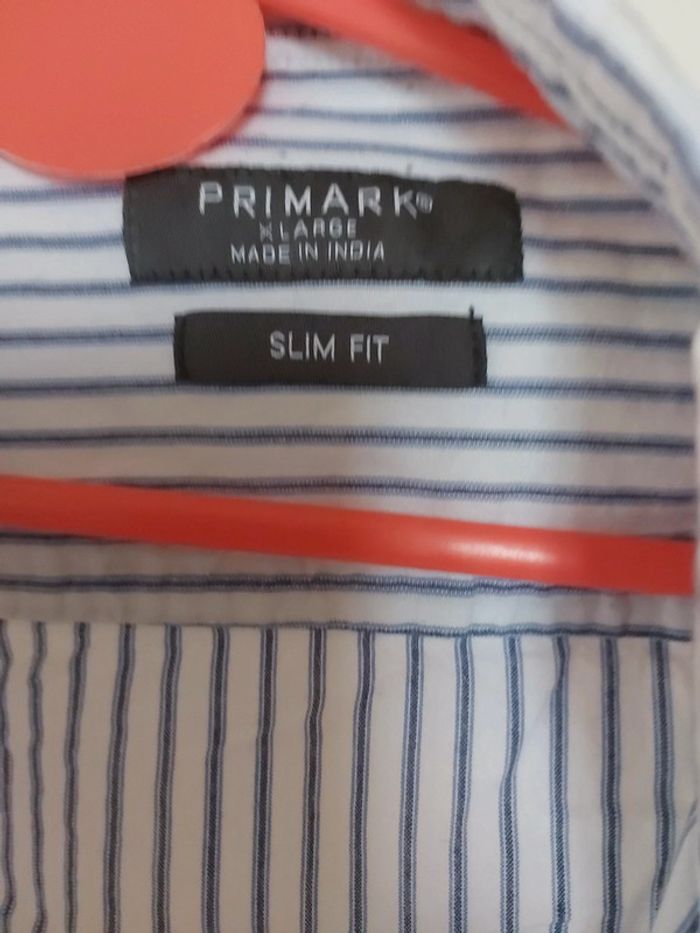 PRIMARK®
XLARGE
MADE IN INDIA
SLIM FIT